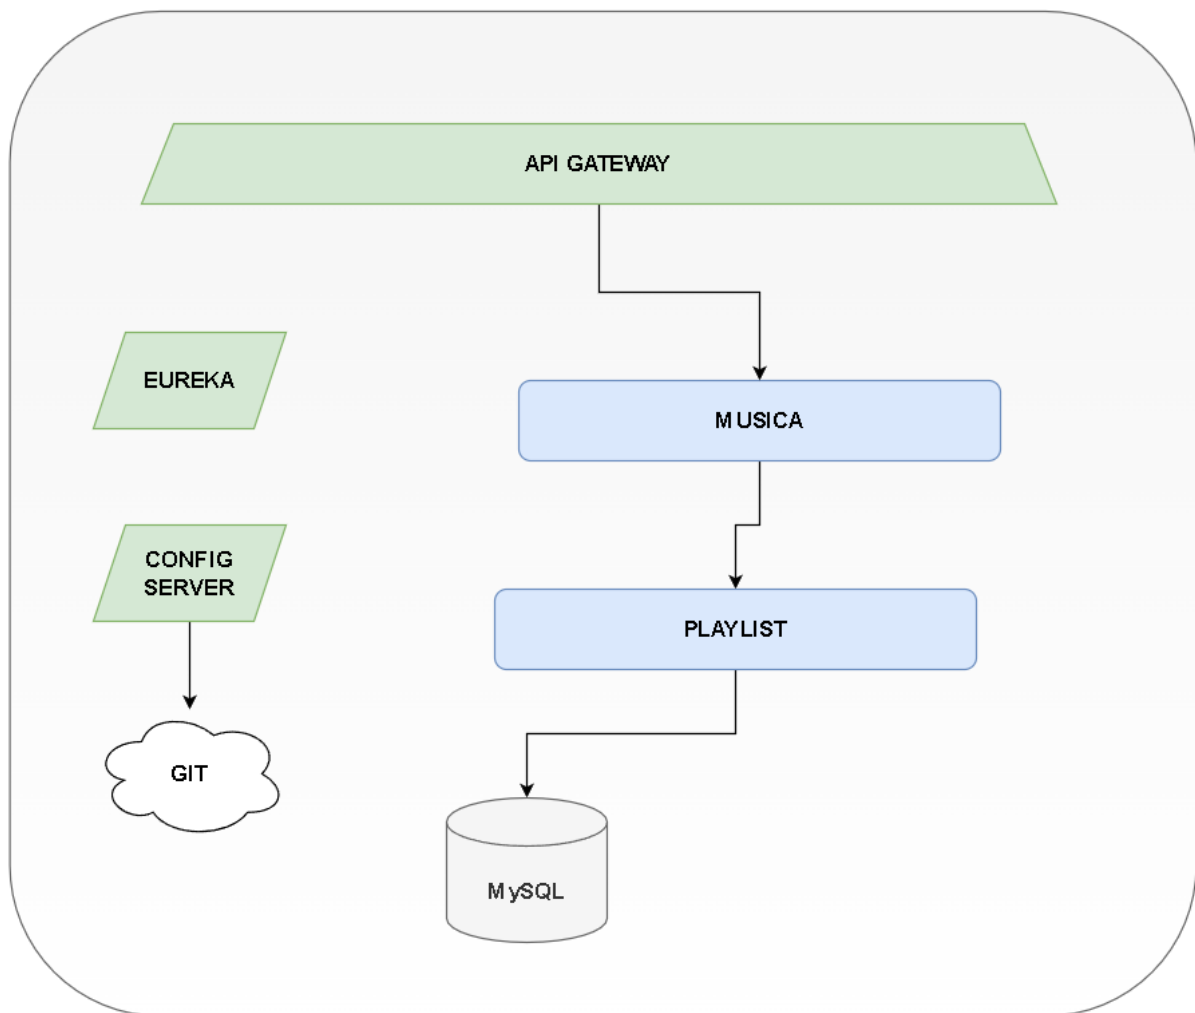 API GATEWAY
EUREKA
MUSICA
CONFIG
SERVER
PLAYLIST
GIT
MySQL